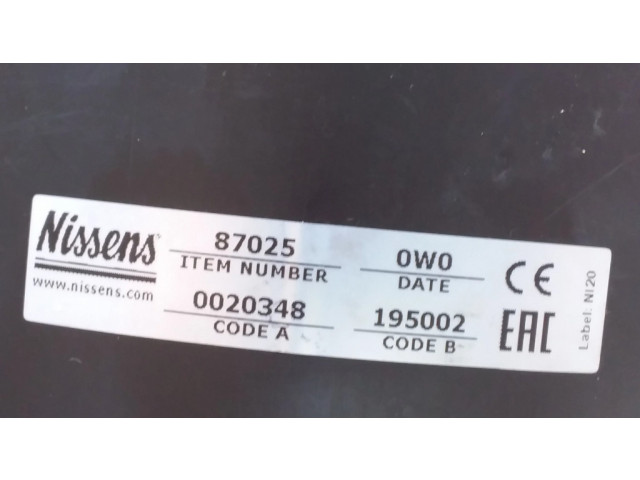 Nissens
www.nissens.com
87025
ITEM NUMBER
0W0
DATE
0020348
CODE A
195002
CODE B
CE
EAC
Label: NI20